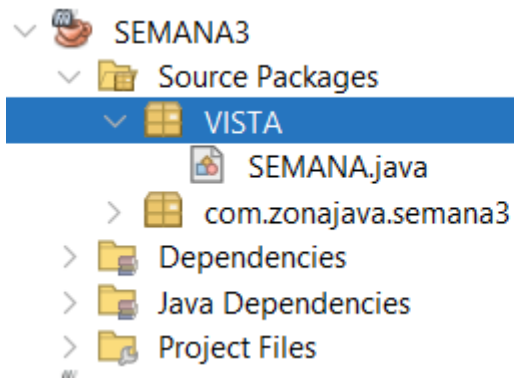 SEMANA3
Source Packages
VISTA
SEMANA.java
com.zonajava.semana3
Dependencies
Java Dependencies
Project Files